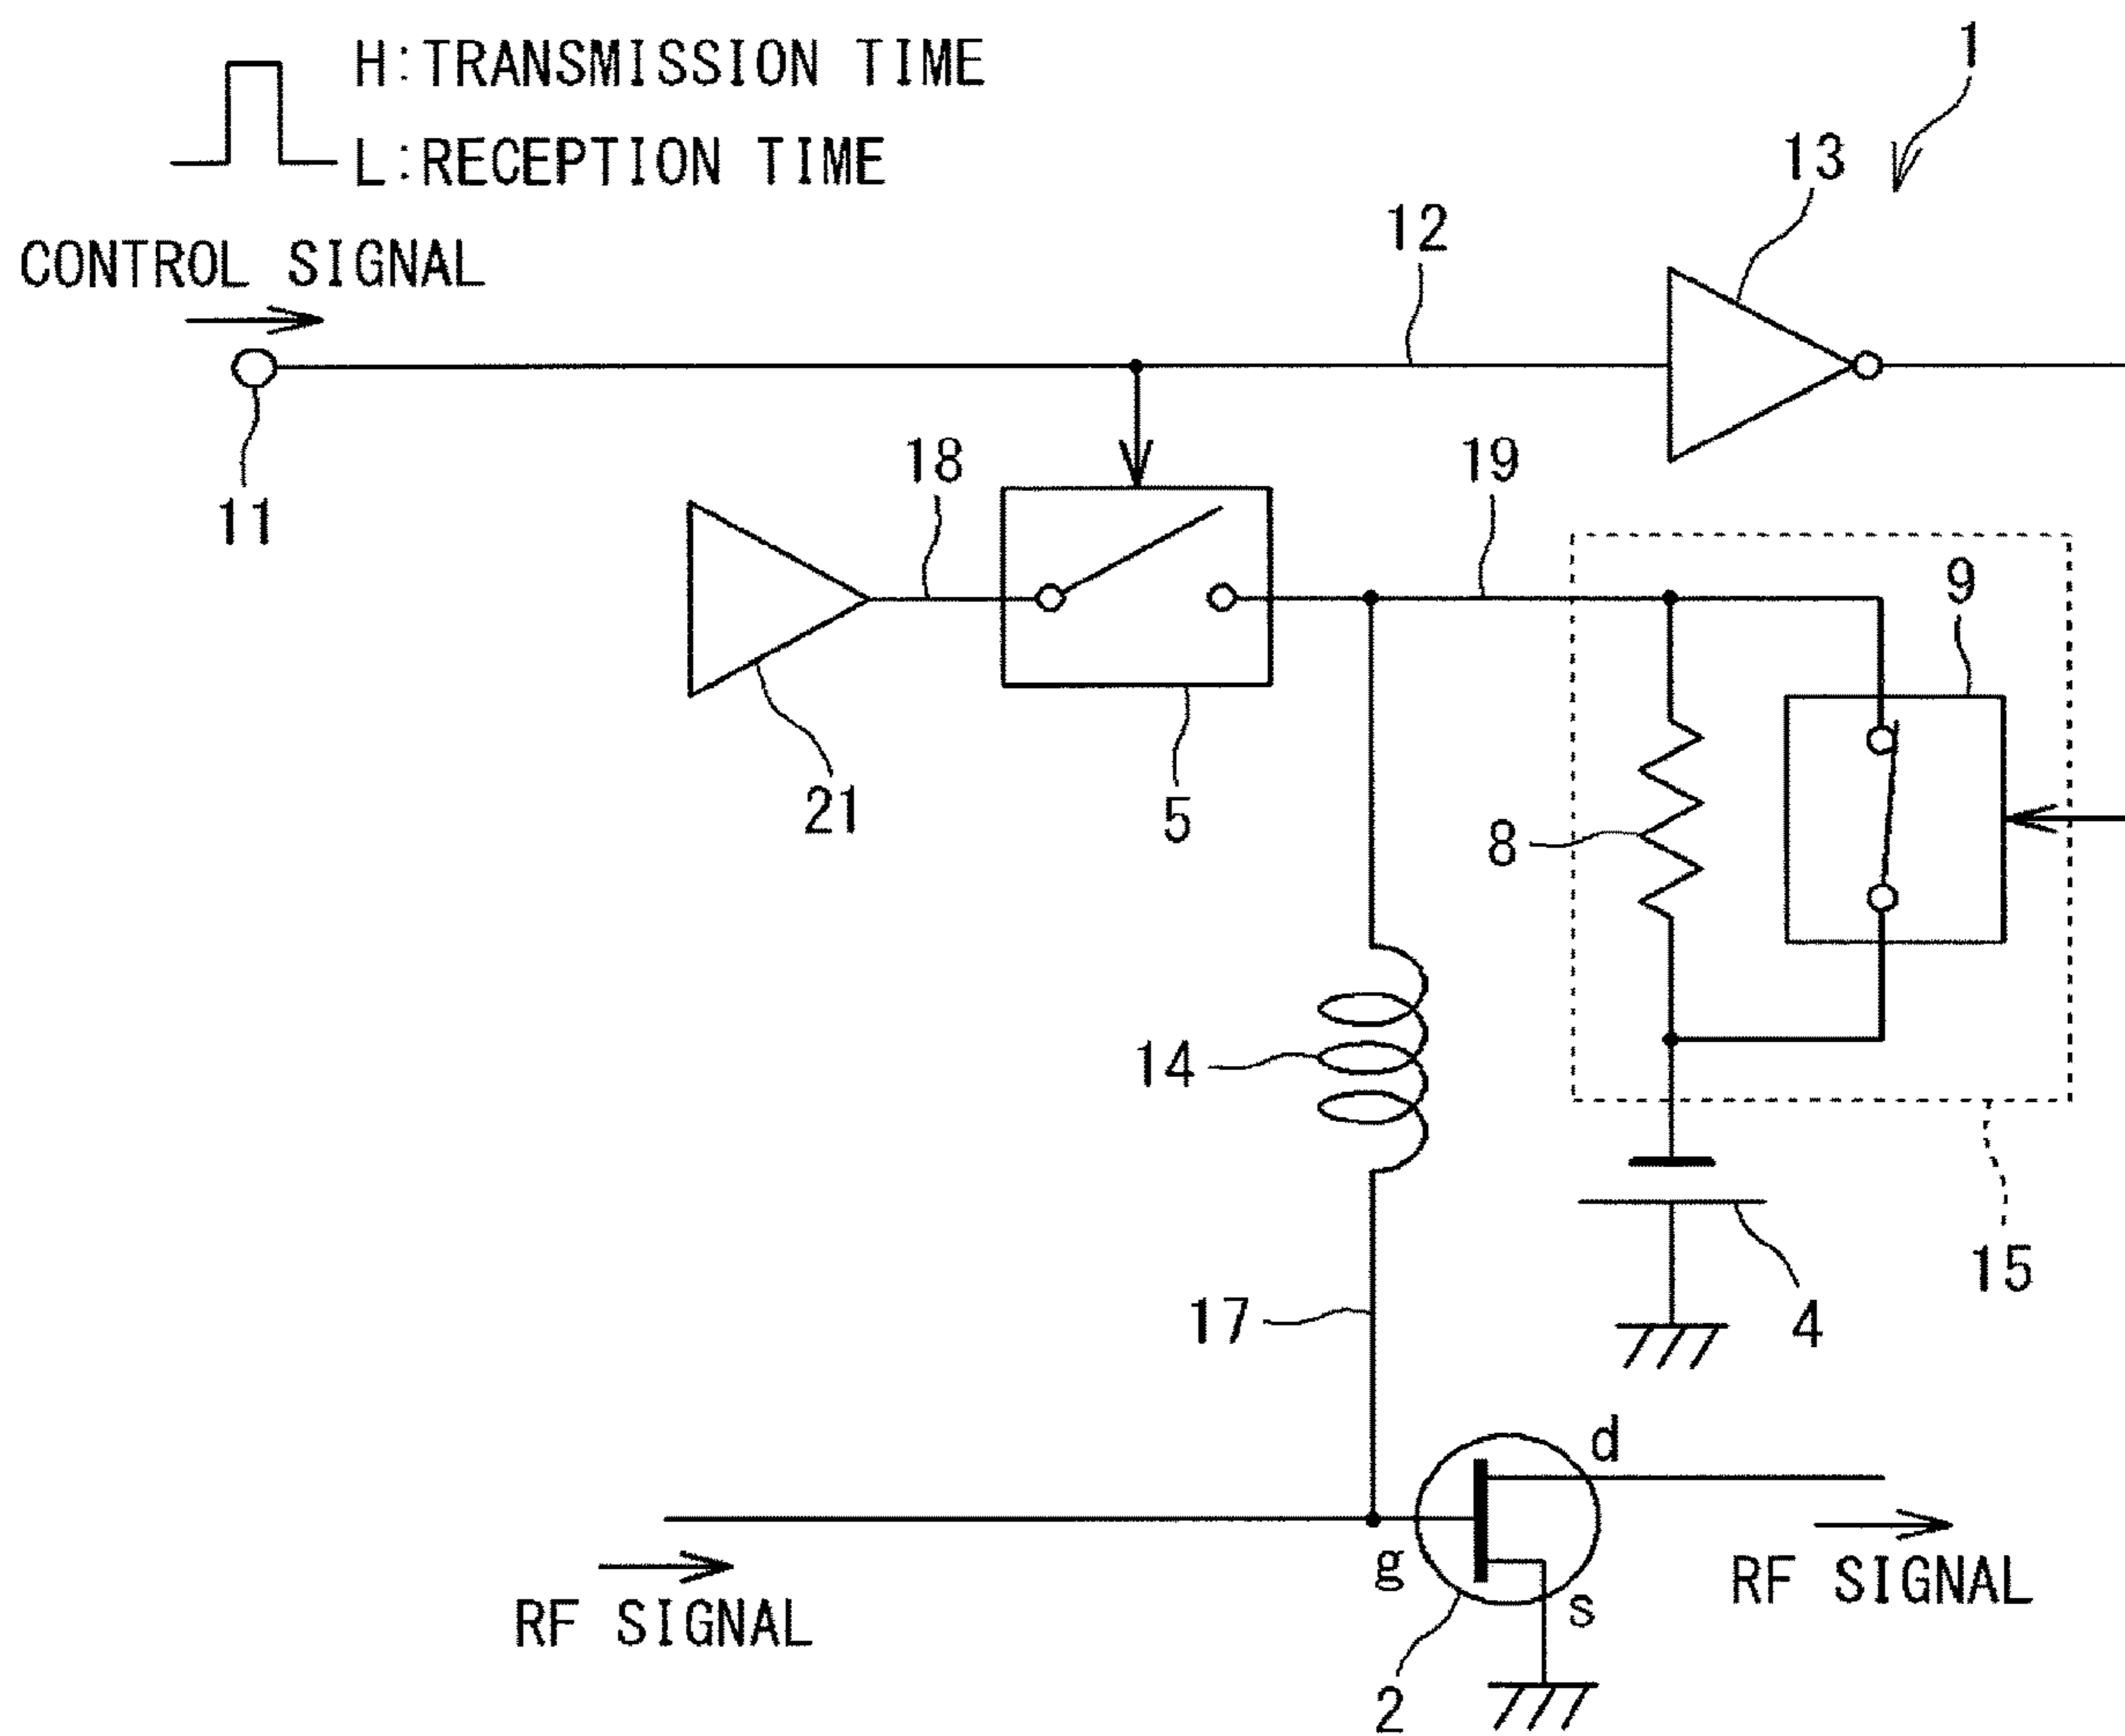 H:TRANSMISSION TIME
L:RECEPTION TIME
CONTROL SIGNAL
1
13
12
11
18
19
9
21
5
8
14
15
17
4
d
g
s
RF SIGNAL
RF SIGNAL
2